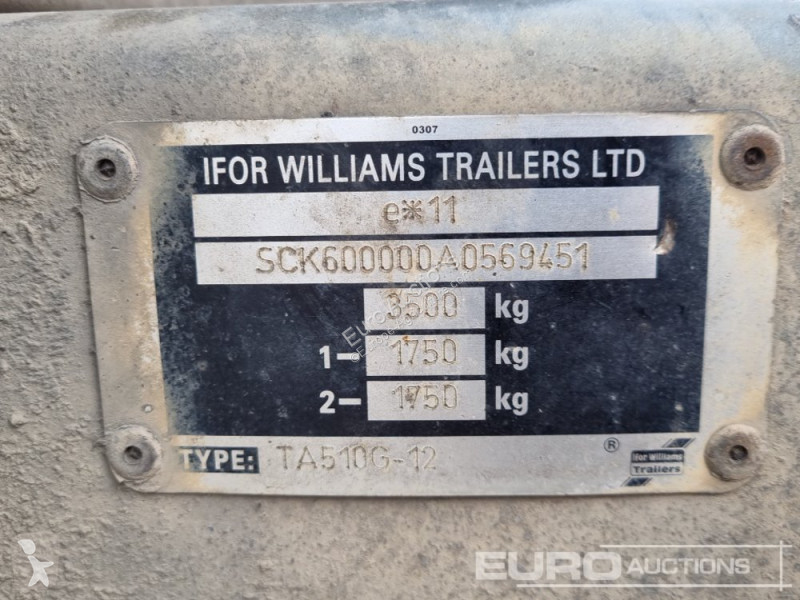 0307
IFOR WILLIAMS TRAILERS LTD
e*11
SCK600000A0569451
3500 kg
1- 1750 kg
2- 1750 kg
TYPE: TA510G-12 ®
Ifor Williams
Trailers
EURO AUCTIONS